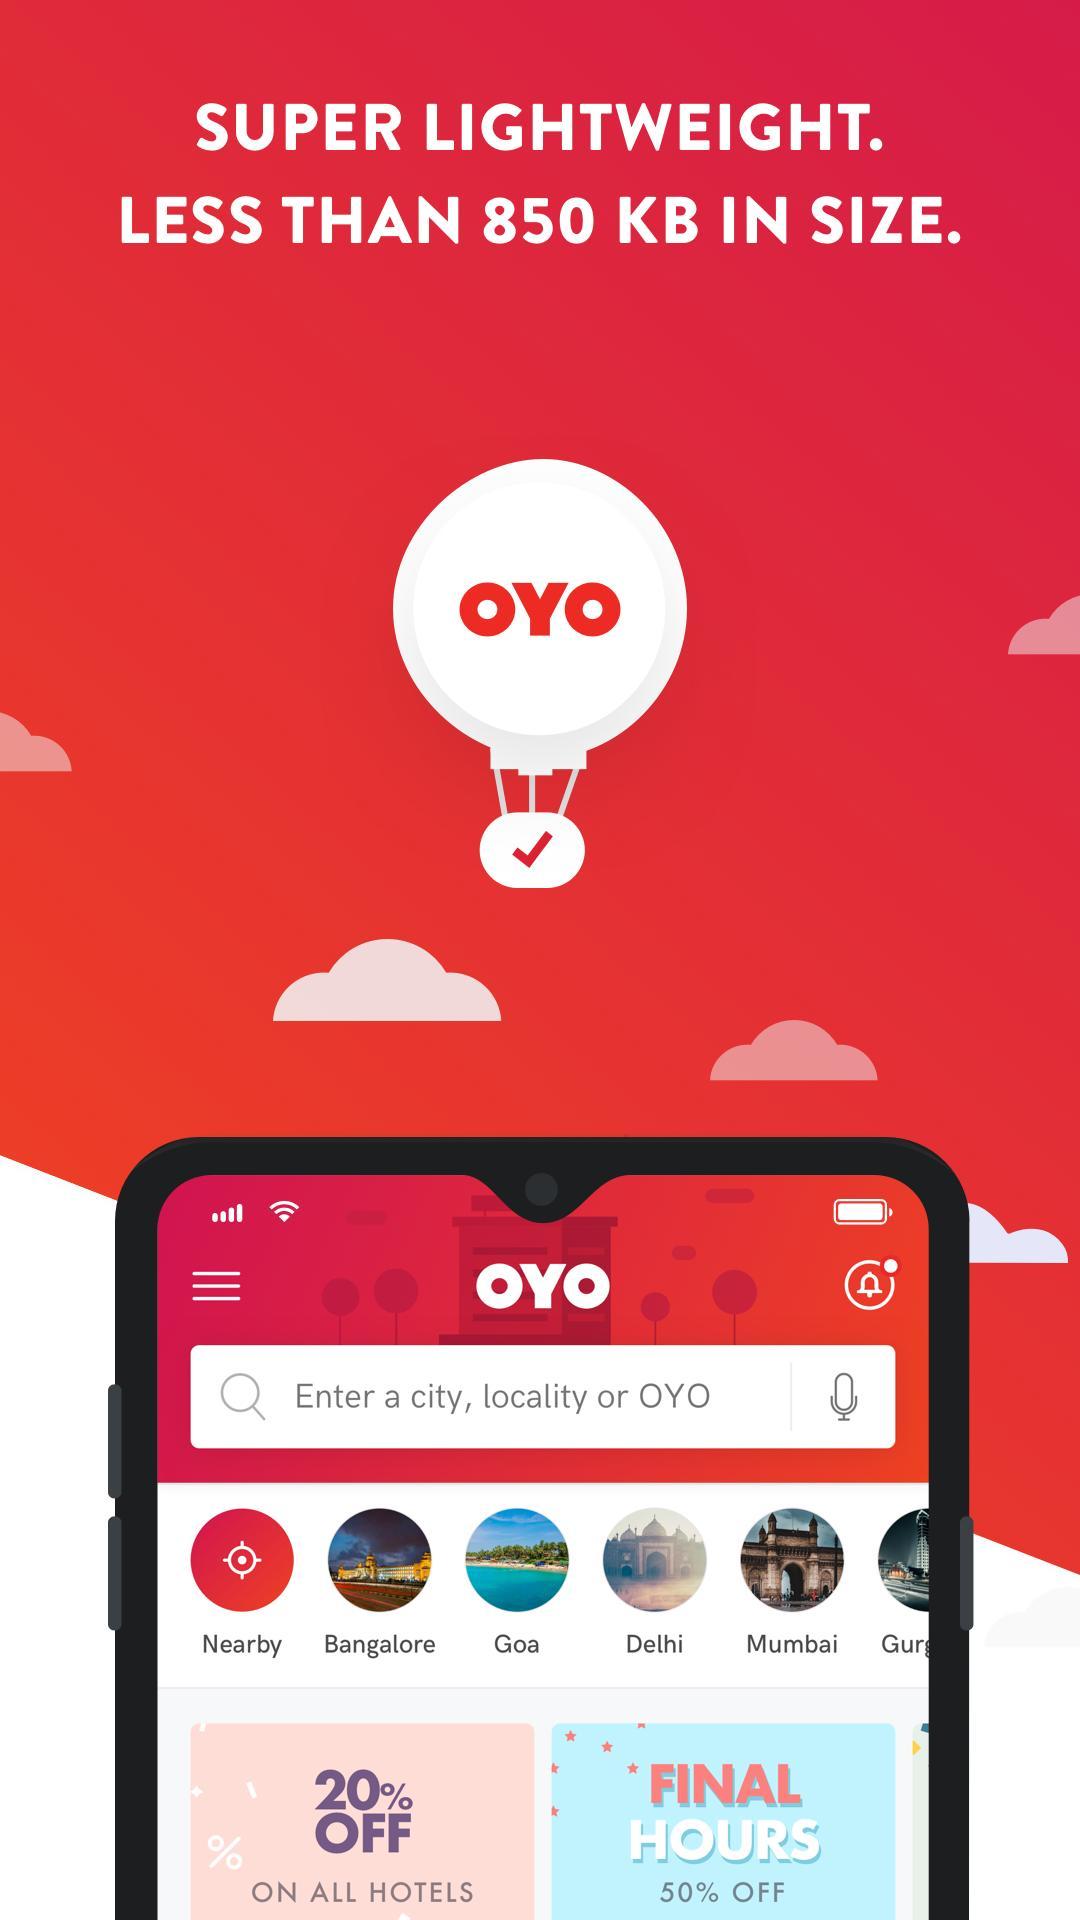 SUPER LIGHTWEIGHT.
LESS THAN 850 KB IN SIZE.
OYO
OYO
Enter a city, locality or OYO
Nearby Bangalore Goa Delhi Mumbai
20% OFF
ON ALL HOTELS
FINAL HOURS
50% OFF